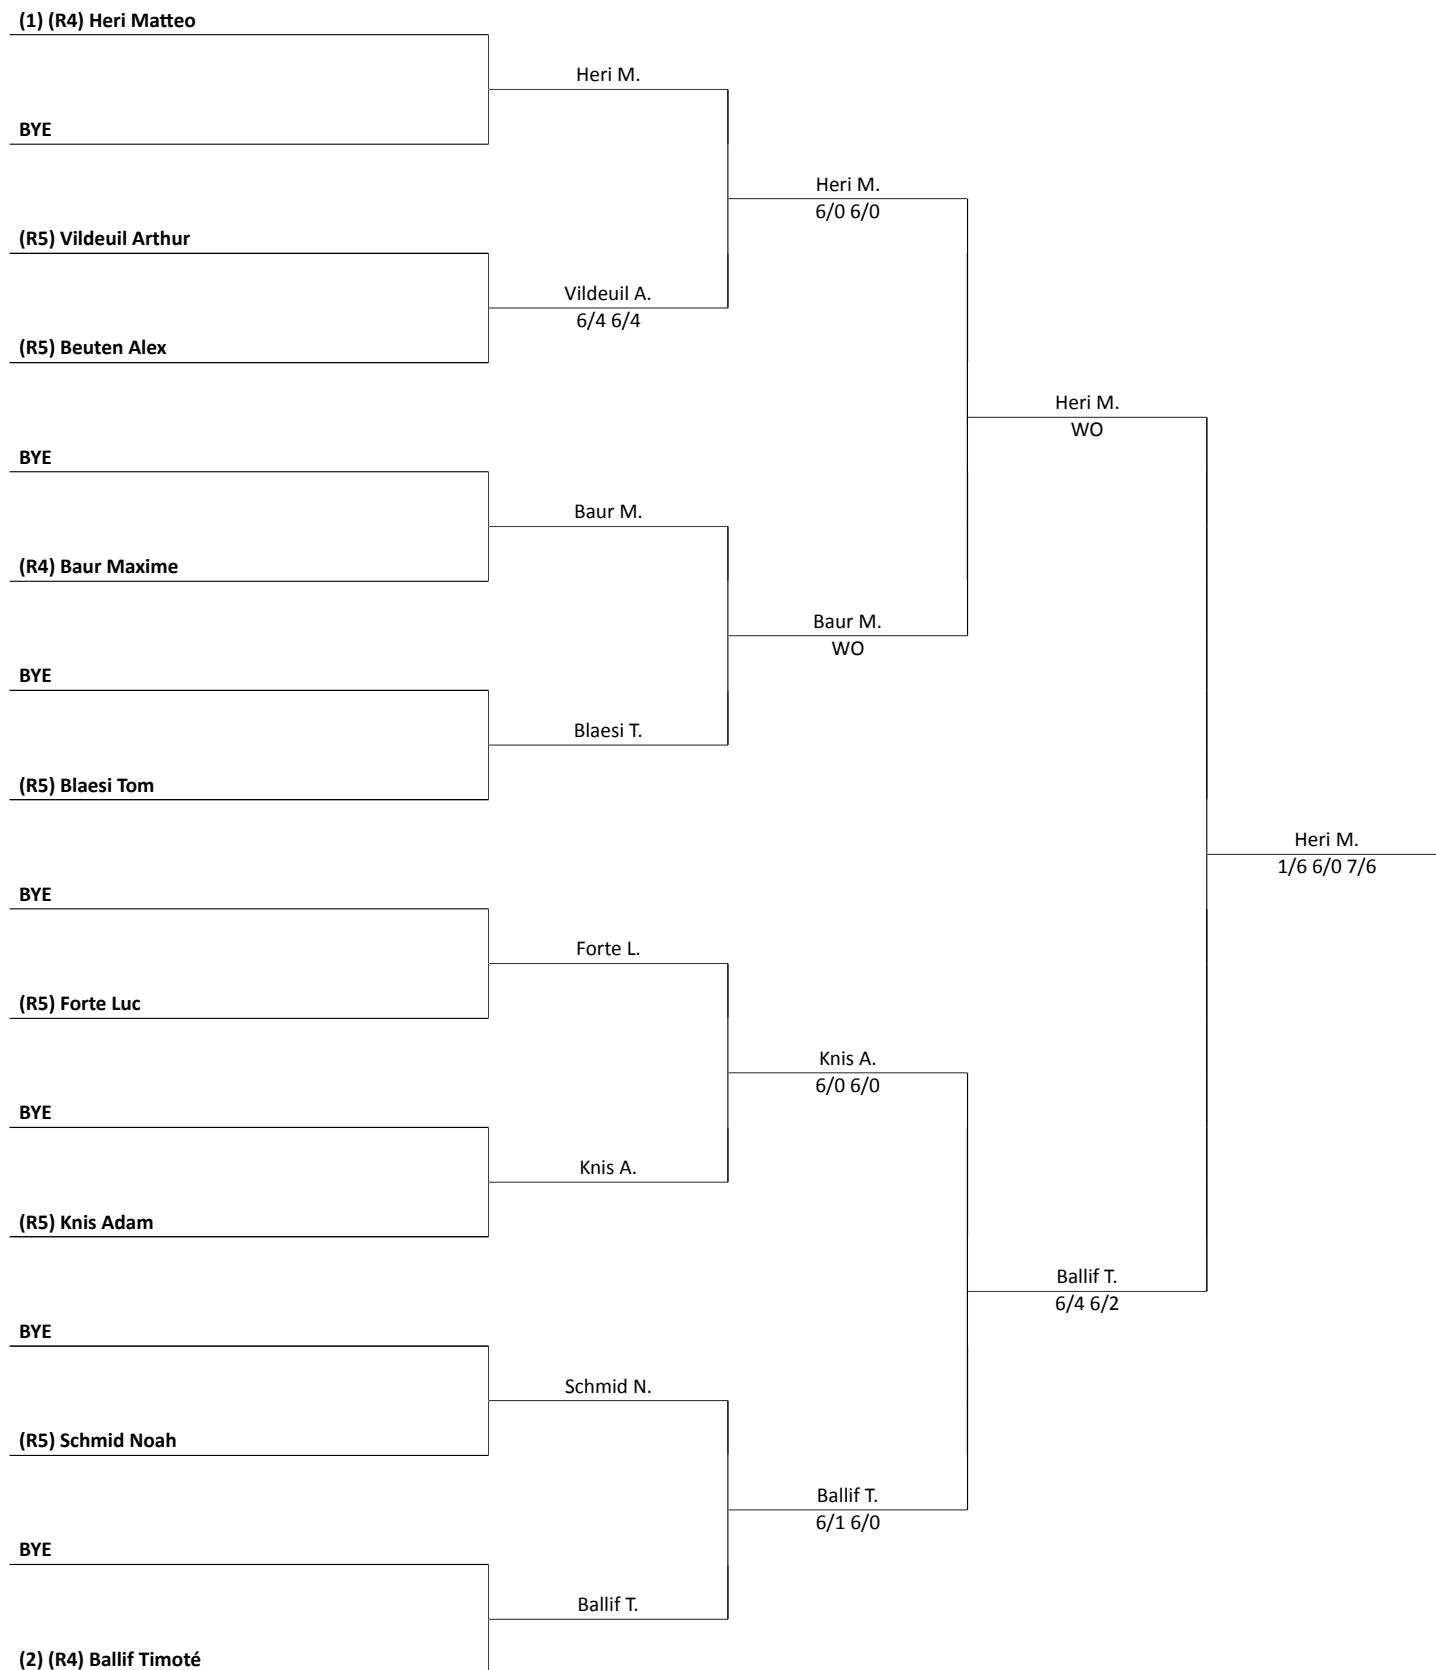 (1) (R4) Heri Matteo
Heri M.
BYE
Heri M.
6/0 6/0
(R5) Vildeuil Arthur
Vildeuil A.
6/4 6/4
(R5) Beuten Alex
Heri M.
WO
BYE
Baur M.
(R4) Baur Maxime
Baur M.
WO
BYE
Blaesi T.
(R5) Blaesi Tom
Heri M.
1/6 6/0 7/6
BYE
Forte L.
(R5) Forte Luc
Knis A.
6/0 6/0
BYE
Knis A.
(R5) Knis Adam
Ballif T.
6/4 6/2
BYE
Schmid N.
(R5) Schmid Noah
Ballif T.
6/1 6/0
BYE
Ballif T.
(2) (R4) Ballif Timoté